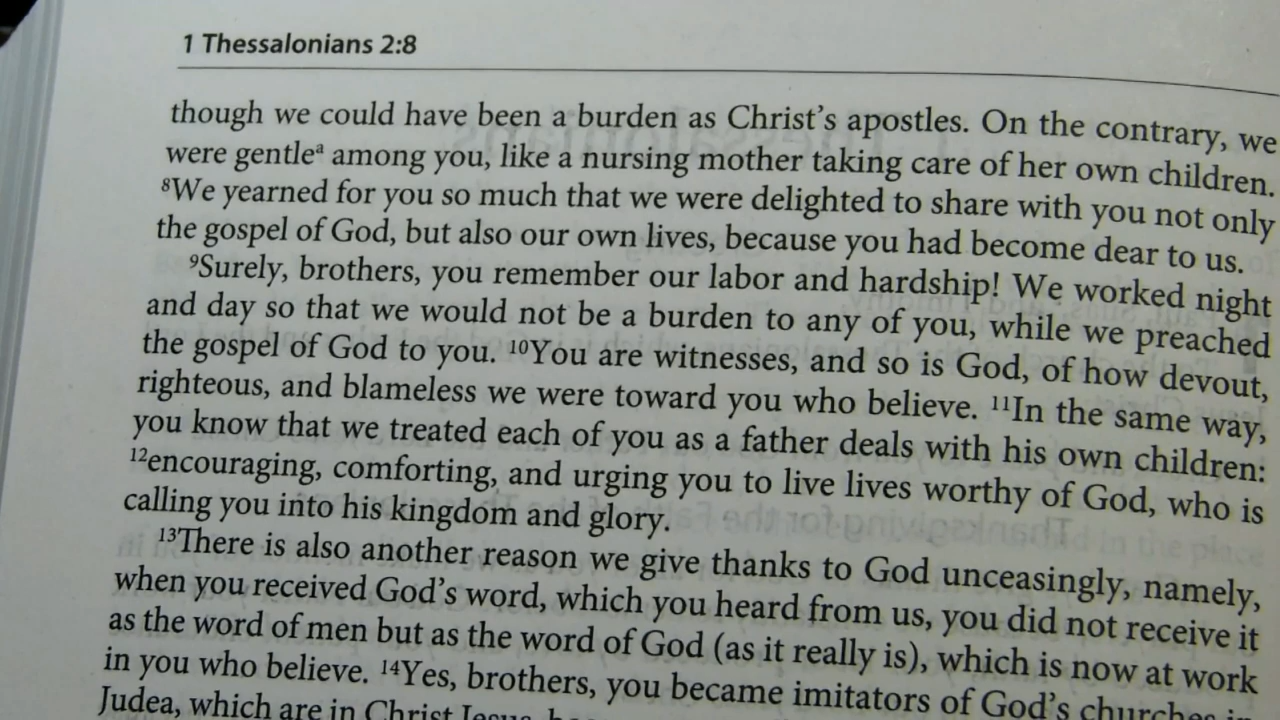 1 Thessalonians 2:8
though we could have been a burden as Christ's apostles. On the contrary, we
were gentleᵃ among you, like a nursing mother taking care of her own children.
⁸We yearned for you so much that we were delighted to share with you not only
the gospel of God, but also our own lives, because you had become dear to us.
⁹Surely, brothers, you remember our labor and hardship! We worked night
and day so that we would not be a burden to any of you, while we preached
the gospel of God to you. ¹⁰You are witnesses, and so is God, of how devout,
righteous, and blameless we were toward you who believe. ¹¹In the same way,
you know that we treated each of you as a father deals with his own children:
¹²encouraging, comforting, and urging you to live lives worthy of God, who is
calling you into his kingdom and glory.
¹³There is also another reason we give thanks to God unceasingly, namely,
when you received God's word, which you heard from us, you did not receive it
as the word of men but as the word of God (as it really is), which is now at work
in you who believe. ¹⁴Yes, brothers, you became imitators of God's churches in
Judea, which are in Christ Jesus,